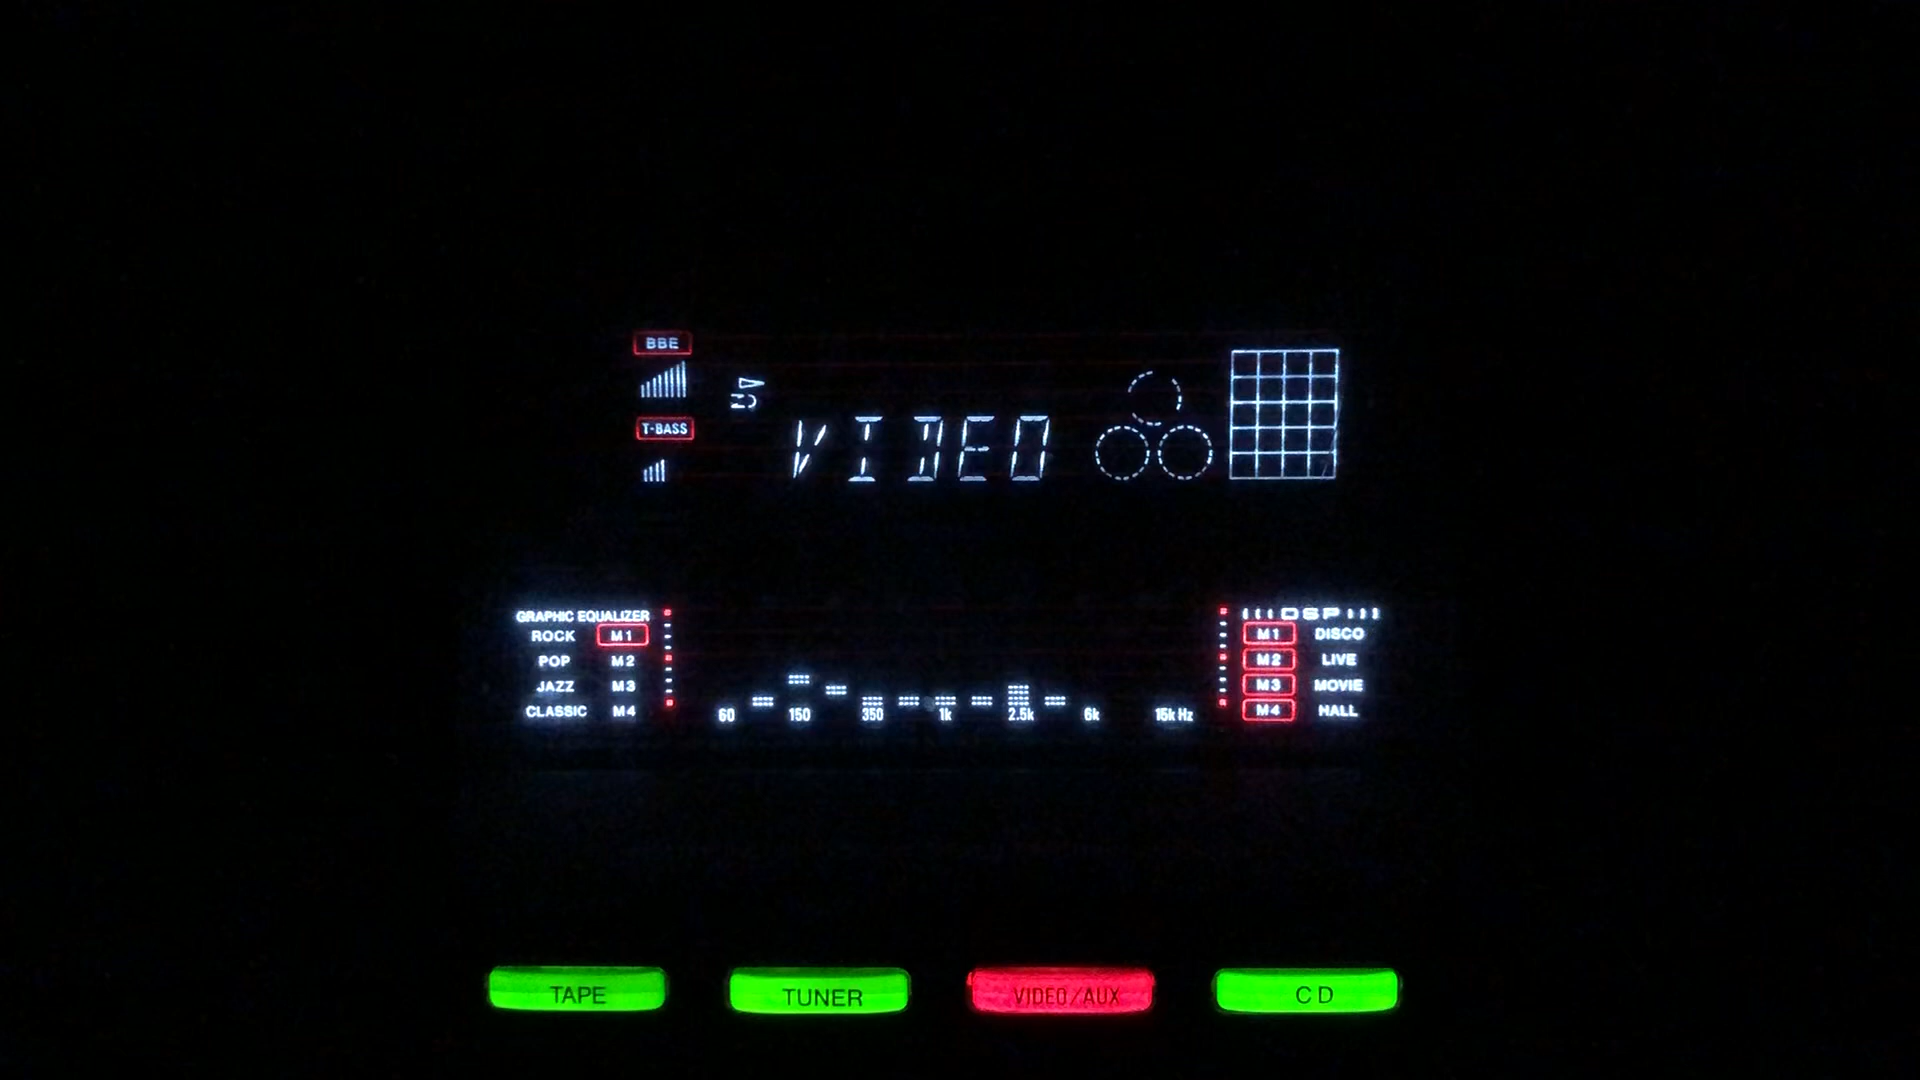 BBE
T-BASS
VIDEO
GRAPHIC EQUALIZER
ROCK M1
POP M2
JAZZ M3
CLASSIC M4
60 150 350 1k 2.5k 6k 15k Hz
DSP
M1 DISCO
M2 LIVE
M3 MOVIE
M4 HALL
TAPE TUNER VIDEO/AUX CD